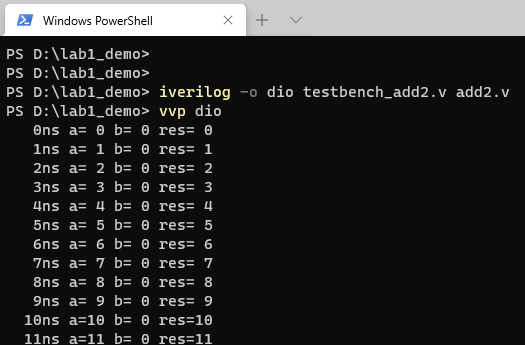 Windows PowerShell
PS D:\lab1_demo>
PS D:\lab1_demo>
PS D:\lab1_demo> iverilog -o dio testbench_add2.v add2.v
PS D:\lab1_demo> vvp dio
   0ns a= 0 b= 0 res= 0
   1ns a= 1 b= 0 res= 1
   2ns a= 2 b= 0 res= 2
   3ns a= 3 b= 0 res= 3
   4ns a= 4 b= 0 res= 4
   5ns a= 5 b= 0 res= 5
   6ns a= 6 b= 0 res= 6
   7ns a= 7 b= 0 res= 7
   8ns a= 8 b= 0 res= 8
   9ns a= 9 b= 0 res= 9
  10ns a=10 b= 0 res=10
  11ns a=11 b= 0 res=11